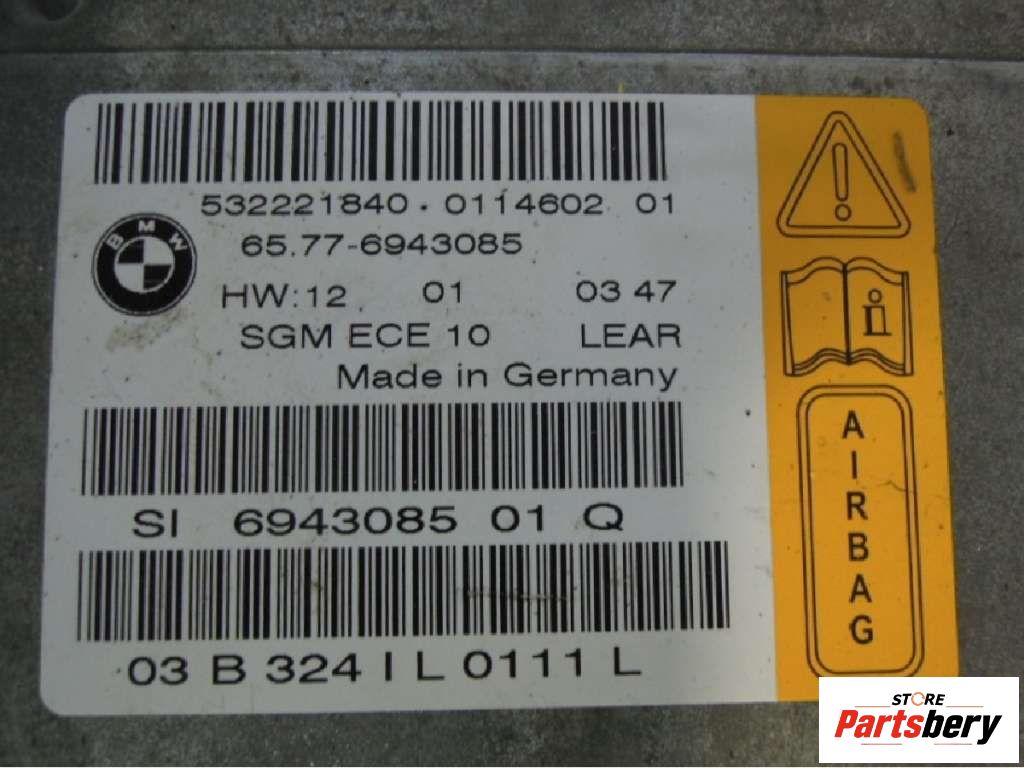 532221840 . 0114602 01
BMW
65.77-6943085
HW:12 01 03 47
SGM ECE 10 LEAR
Made in Germany
SI 6943085 01 Q
03 B 324 I L 0111 L
i
AIRBAG
STORE
Partsbery